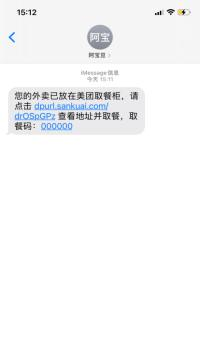 15:12
阿宝
阿宝豆
iMessage信息
今天 15:11
您的外卖已放在美团取餐柜，请
点击 dpurl.sankuai.com/
drOSpGPz 查看地址并取餐，取
餐码：000000